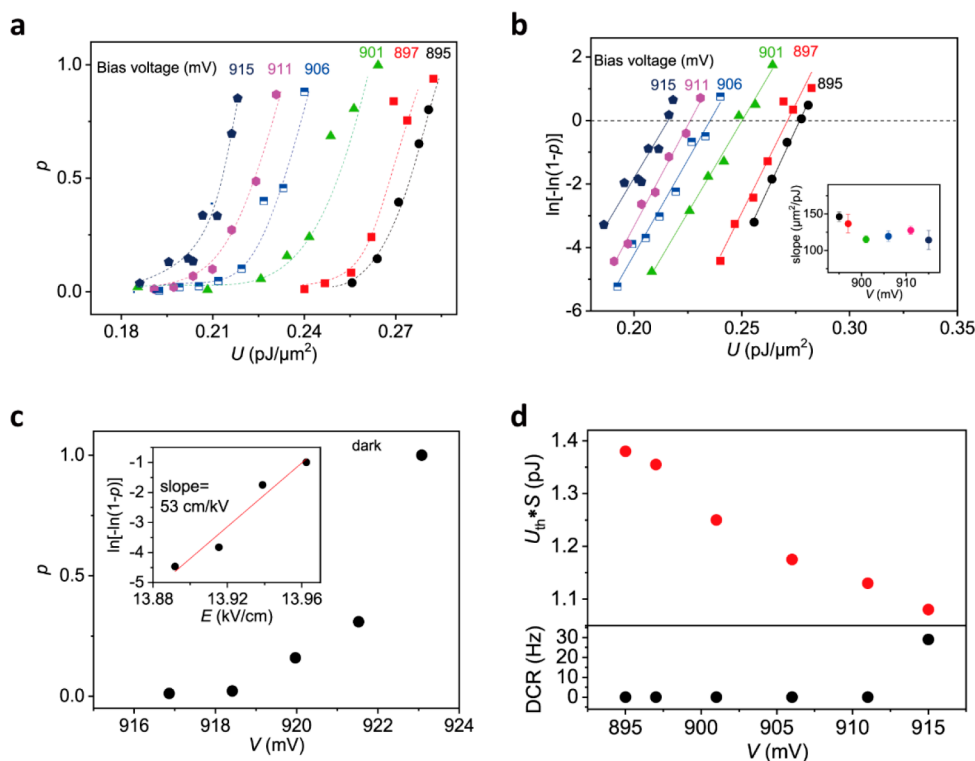 a
Bias voltage (mV)
915
911
906
901
897
895
1.0
0.5
0.0
p
0.18
0.21
0.24
0.27
U (pJ/μm²)
b
Bias voltage (mV)
915
911
906
901
897
895
2
0
-2
-4
-6
ln[-ln(1-p)]
0.20
0.25
0.30
0.35
U (pJ/μm²)
slope (μm²/pJ)
150
100
900
910
V (mV)
c
dark
1.0
0.5
0.0
p
916
918
920
922
924
V (mV)
slope=
53 cm/kV
-1
-2
-3
-4
-5
ln[-ln(1-p)]
13.88
13.92
13.96
E (kV/cm)
d
1.4
1.3
1.2
1.1
Uth*S (pJ)
30
20
10
0
DCR (Hz)
895
900
905
910
915
V (mV)